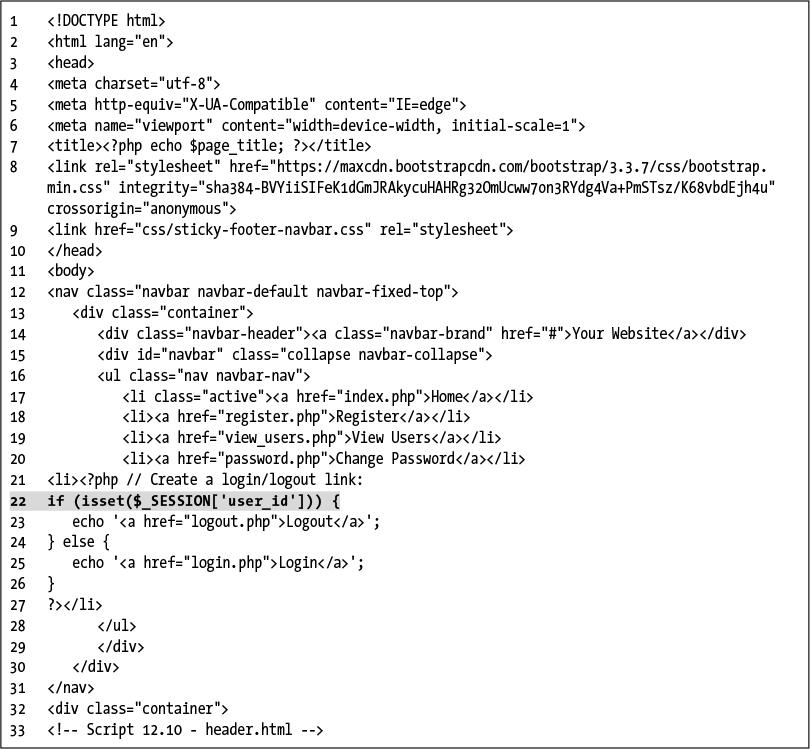 1 <!DOCTYPE html>
2 <html lang="en">
3 <head>
4 <meta charset="utf-8">
5 <meta http-equiv="X-UA-Compatible" content="IE=edge">
6 <meta name="viewport" content="width=device-width, initial-scale=1">
7 <title><?php echo $page_title; ?></title>
8 <link rel="stylesheet" href="https://maxcdn.bootstrapcdn.com/bootstrap/3.3.7/css/bootstrap.
min.css" integrity="sha384-BVYiiSIFeK1dGmJRAkycuHAHRg32OmUcww7on3RYdg4Va+PmSTsz/K68vbdEjh4u"
crossorigin="anonymous">
9 <link href="css/sticky-footer-navbar.css" rel="stylesheet">
10 </head>
11 <body>
12 <nav class="navbar navbar-default navbar-fixed-top">
13 <div class="container">
14 <div class="navbar-header"><a class="navbar-brand" href="#">Your Website</a></div>
15 <div id="navbar" class="collapse navbar-collapse">
16 <ul class="nav navbar-nav">
17 <li class="active"><a href="index.php">Home</a></li>
18 <li><a href="register.php">Register</a></li>
19 <li><a href="view_users.php">View Users</a></li>
20 <li><a href="password.php">Change Password</a></li>
21 <li><?php // Create a login/logout link:
22 if (isset($_SESSION['user_id'])) {
23 echo '<a href="logout.php">Logout</a>';
24 } else {
25 echo '<a href="login.php">Login</a>';
26 }
27 ?></li>
28 </ul>
29 </div>
30 </div>
31 </nav>
32 <div class="container">
33 <!-- Script 12.10 - header.html -->